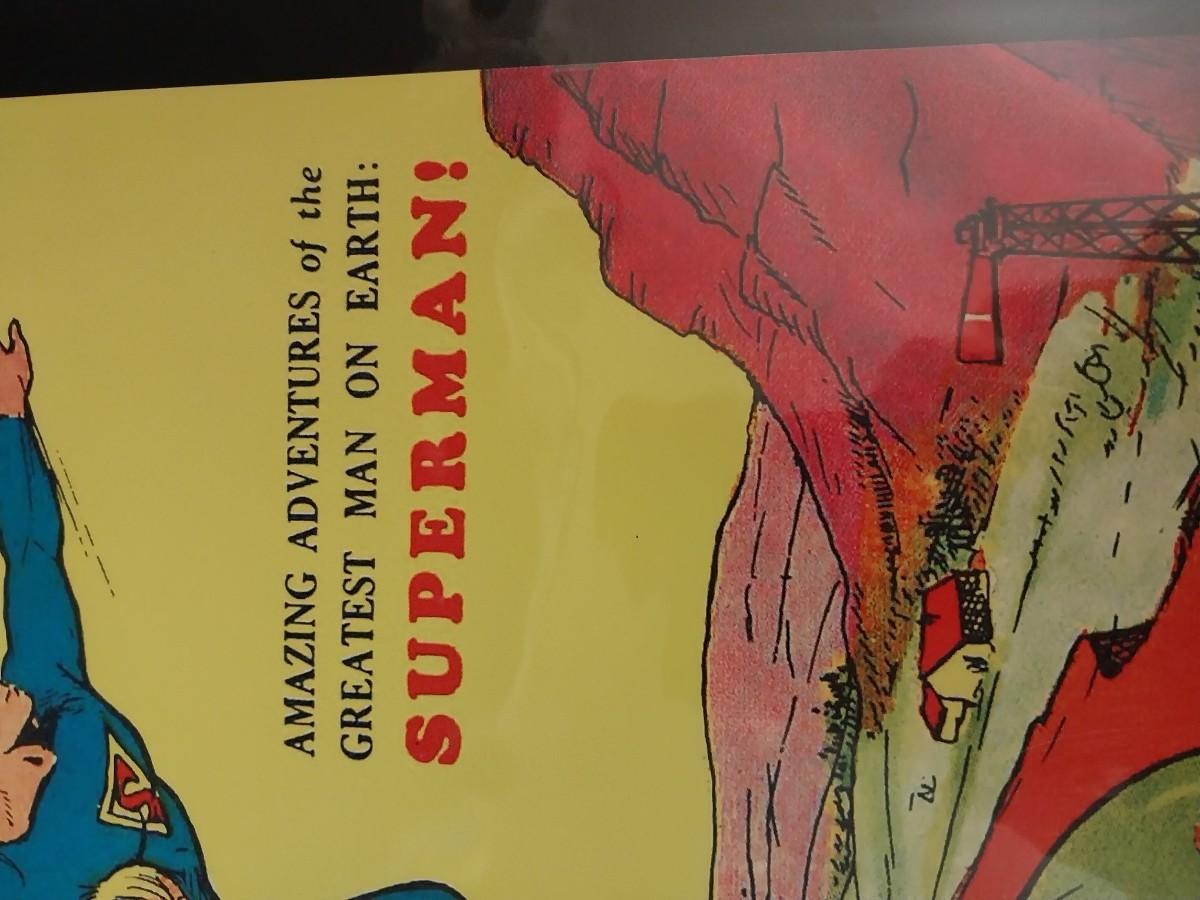 AMAZING ADVENTURES of the
GREATEST MAN ON EARTH:
SUPERMAN!
S